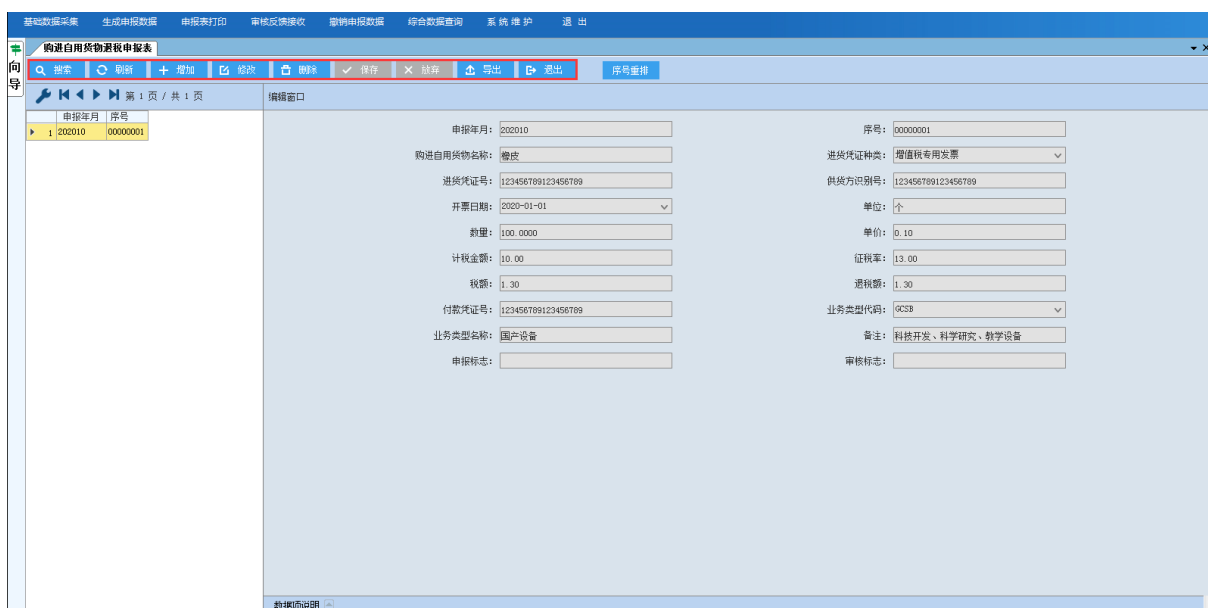 基础数据采集 生成申报数据 申报表打印 审核反馈接收 撤销申报数据 综合数据查询 系统维护 退出
向导
购进自用货物退税申报表
搜索 刷新 增加 修改 删除 保存 放弃 导出 退出 序号重排
第 1 页 / 共 1 页
编辑窗口
申报年月 序号
1 202010 00000001
申报年月: 202010 序号: 00000001
购进自用货物名称: 橡皮 进货凭证种类: 增值税专用发票
进货凭证号: 123456789123456789 供货方识别号: 123456789123456789
开票日期: 2020-01-01 单位: 个
数量: 100.0000 单价: 0.10
计税金额: 10.00 征税率: 13.00
税额: 1.30 退税额: 1.30
付款凭证号: 123456789123456789 业务类型代码: GCSB
业务类型名称: 国产设备 备注: 科技开发、科学研究、教学设备
申报标志: 审核标志:
数据项说明